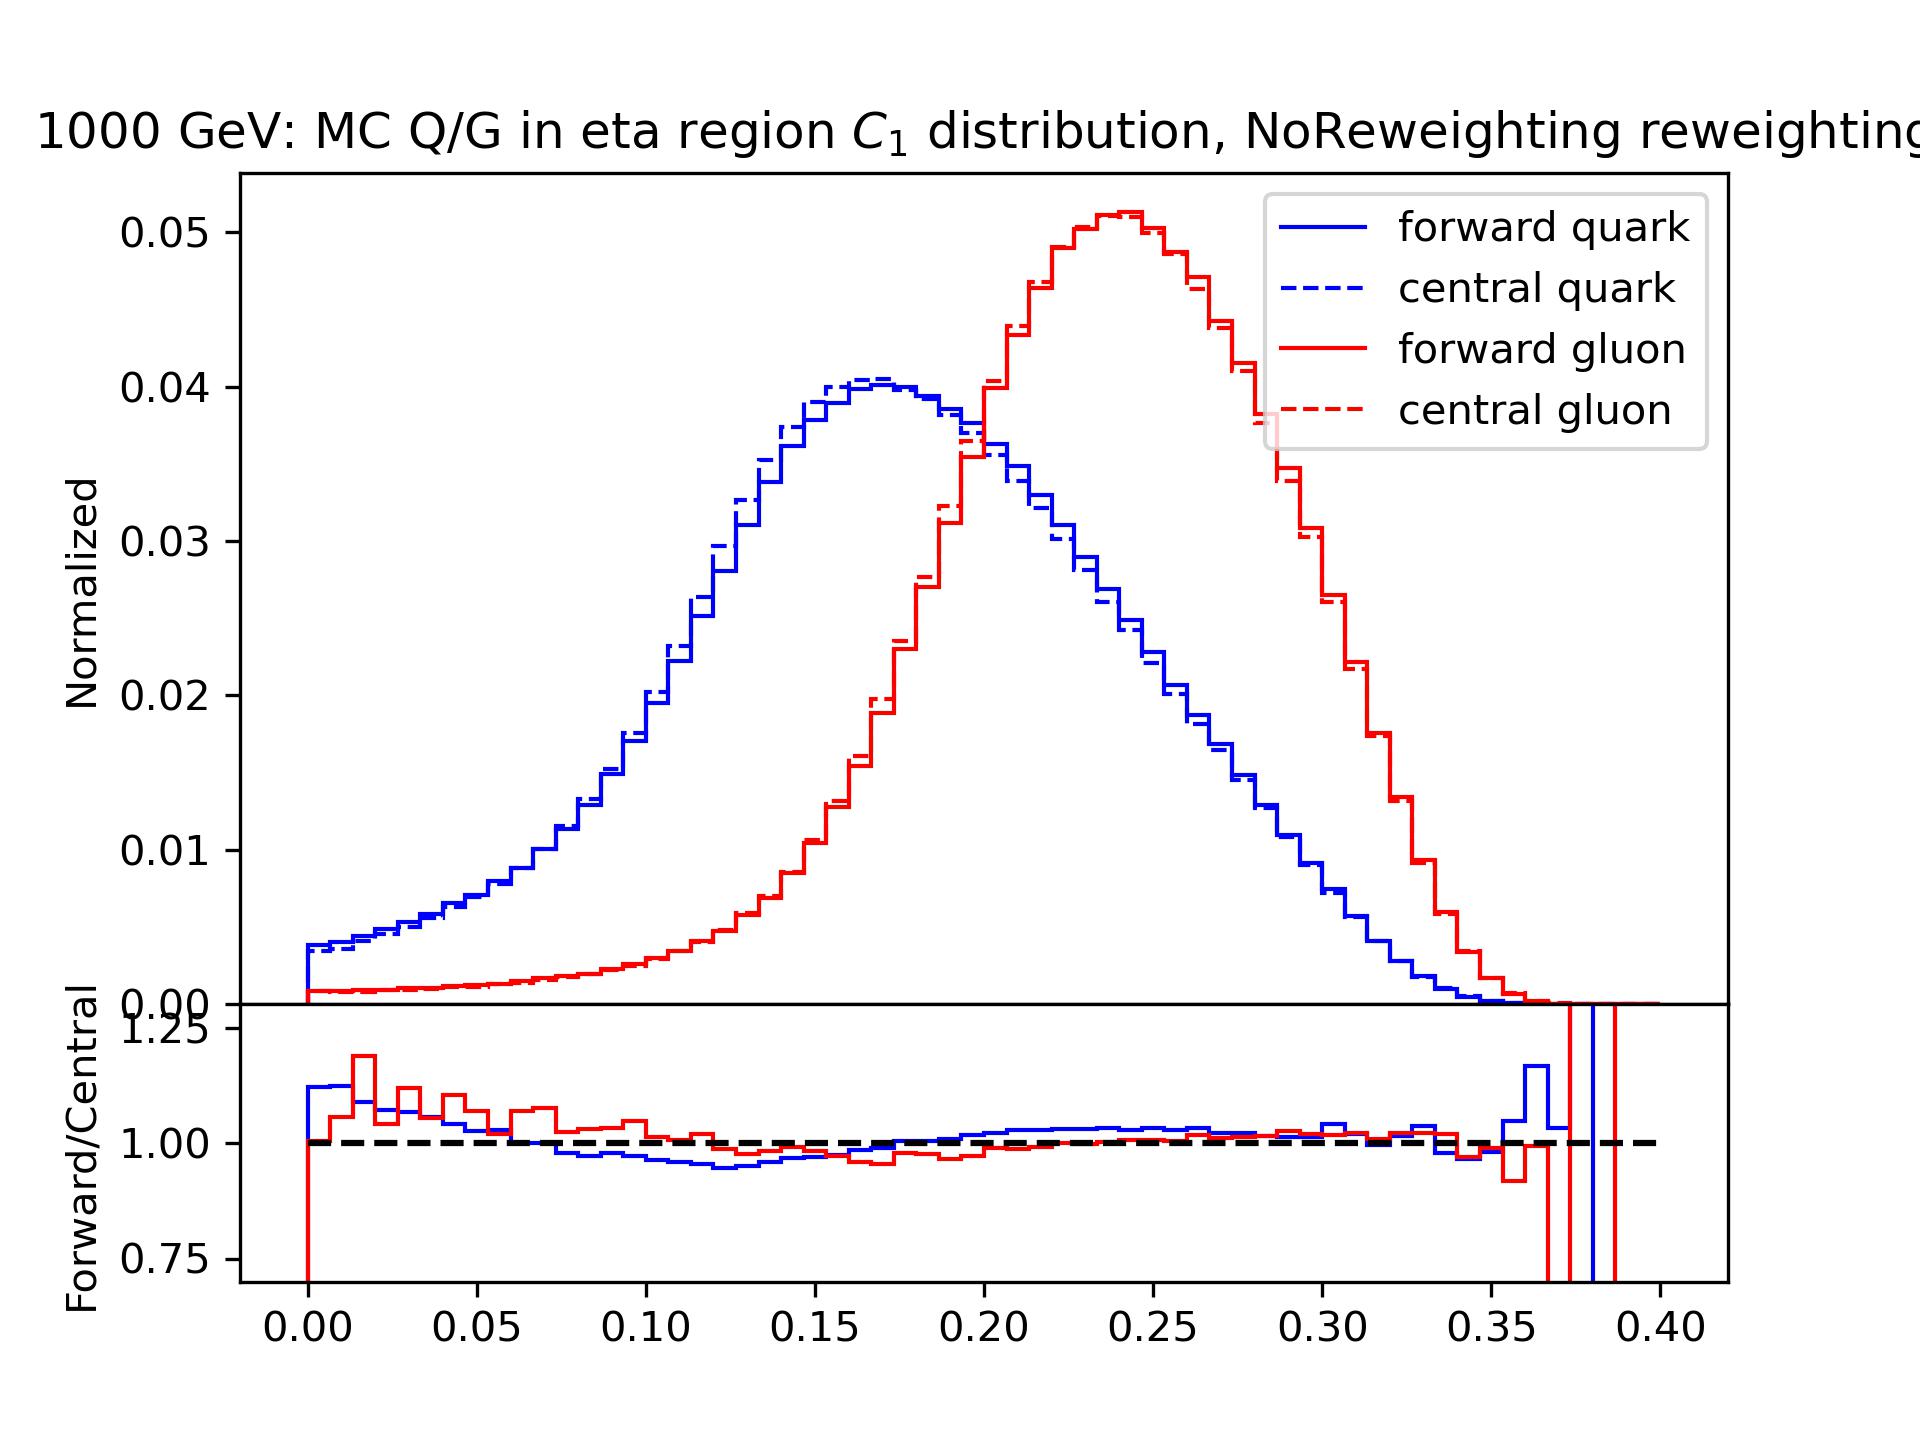 1000 GeV: MC Q/G in eta region C₁ distribution, NoReweighting reweighting
forward quark
central quark
forward gluon
central gluon
Normalized
0.05
0.04
0.03
0.02
0.01
0.00
Forward/Central
1.25
1.00
0.75
0.00 0.05 0.10 0.15 0.20 0.25 0.30 0.35 0.40